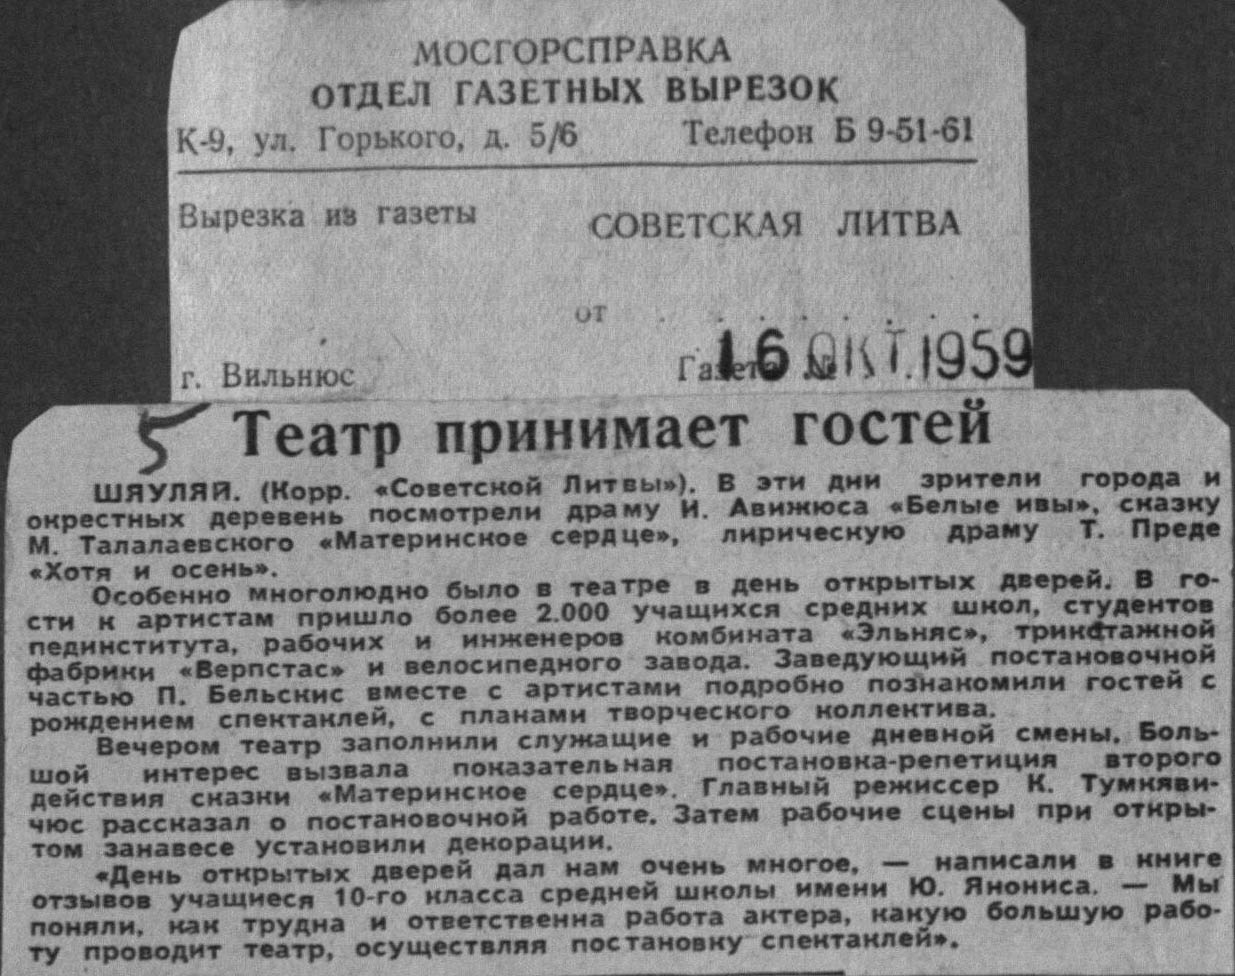 МОСГОРСПРАВКА
ОТДЕЛ ГАЗЕТНЫХ ВЫРЕЗОК
К-9, ул. Горького, д. 5/6 Телефон Б 9-51-61
Вырезка из газеты СОВЕТСКАЯ ЛИТВА
от . . . . . . .
г. Вильнюс Газета №
16 ОКТ. 1959
5
Театр принимает гостей
ШЯУЛЯЙ. (Корр. «Советской Литвы»). В эти дни зрители города и
окрестных деревень посмотрели драму И. Авижюса «Белые ивы», сказку
М. Талалаевского «Материнское сердце», лирическую драму Т. Преде
«Хотя и осень».
Особенно многолюдно было в театре в день открытых дверей. В го-
сти к артистам пришло более 2.000 учащихся средних школ, студентов
пединститута, рабочих и инженеров комбината «Эльняс», трикотажной
фабрики «Верпстас» и велосипедного завода. Заведующий постановочной
частью П. Бельскис вместе с артистами подробно познакомили гостей с
рождением спектаклей, с планами творческого коллектива.
Вечером театр заполнили служащие и рабочие дневной смены. Боль-
шой интерес вызвала показательная постановка-репетиция второго
действия сказки «Материнское сердце». Главный режиссер К. Тумкяви-
чюс рассказал о постановочной работе. Затем рабочие сцены при откры-
том занавесе установили декорации.
«День открытых дверей дал нам очень многое, — написали в книге
отзывов учащиеся 10-го класса средней школы имени Ю. Янониса. — Мы
поняли, как трудна и ответственна работа актера, какую большую рабо-
ту проводит театр, осуществляя постановку спектаклей».